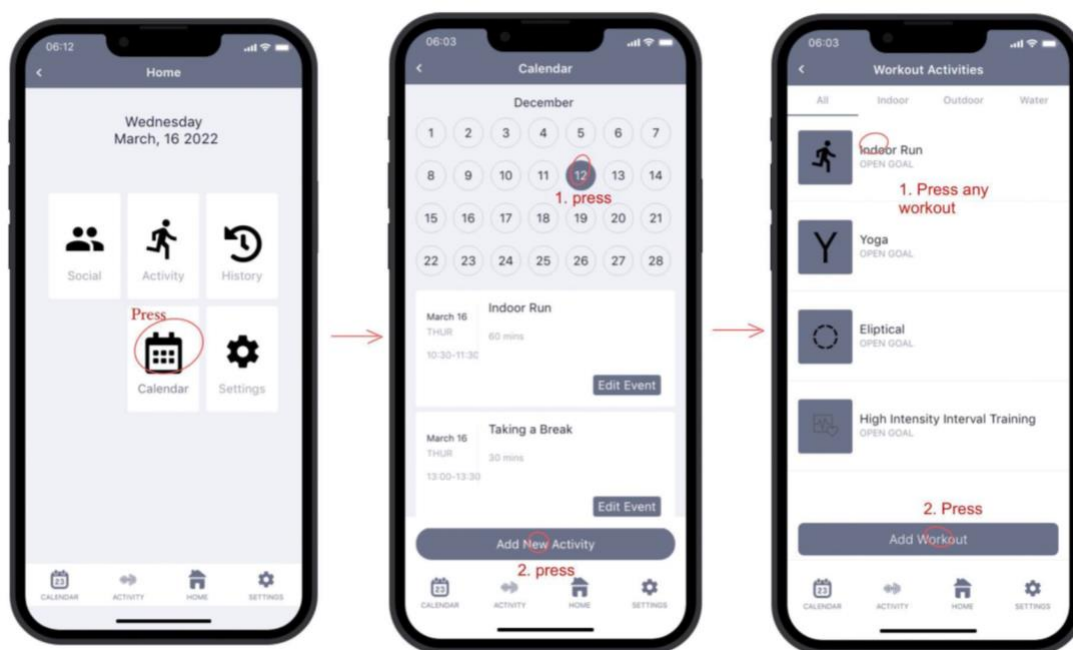 06:12
Home
Wednesday
March, 16 2022
Social
Activity
History
Press
Calendar
Settings
23
CALENDAR
ACTIVITY
HOME
SETTINGS
06:03
Calendar
December
1 2 3 4 5 6 7
8 9 10 11 12 13 14
1. press
15 16 17 18 19 20 21
22 23 24 25 26 27 28
March 16
THUR
10:30-11:30
Indoor Run
60 mins
Edit Event
March 16
THUR
13:00-13:30
Taking a Break
30 mins
Edit Event
Add New Activity
2. press
23
CALENDAR
ACTIVITY
HOME
SETTINGS
06:03
Workout Activities
All Indoor Outdoor Water
Indoor Run
OPEN GOAL
1. Press any
workout
Y
Yoga
OPEN GOAL
Eliptical
OPEN GOAL
High Intensity Interval Training
OPEN GOAL
2. Press
Add Workout
23
CALENDAR
ACTIVITY
HOME
SETTINGS